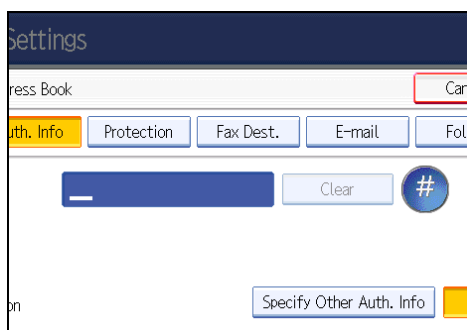 Settings
ress Book
Can
uth. Info Protection Fax Dest. E-mail Fol
Clear #
on Specify Other Auth. Info